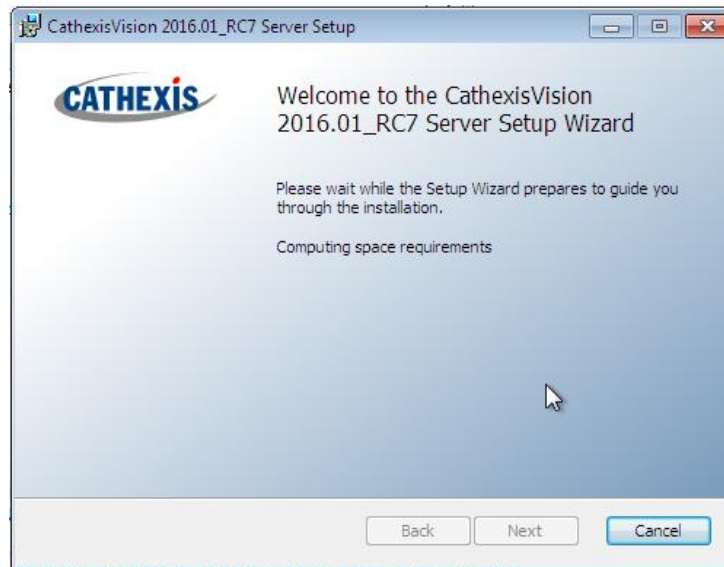 CathexisVision 2016.01_RC7 Server Setup
CATHEXIS
Welcome to the CathexisVision
2016.01_RC7 Server Setup Wizard
Please wait while the Setup Wizard prepares to guide you
through the installation.
Computing space requirements
Back Next Cancel